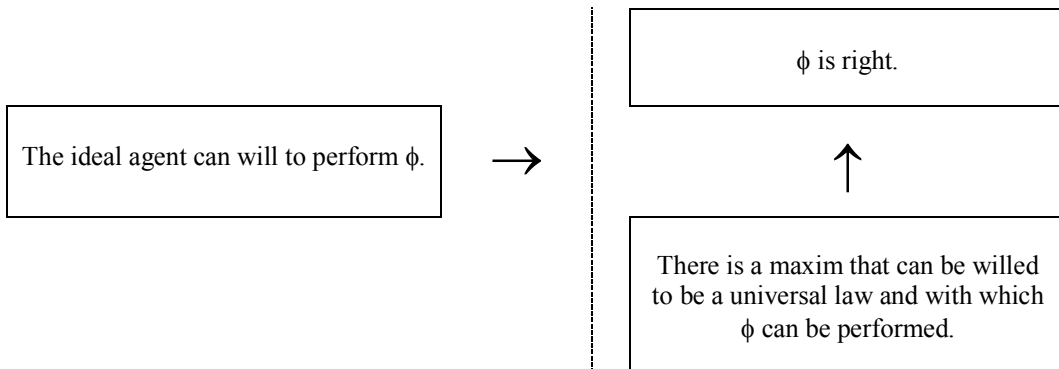 ϕ is right.
The ideal agent can will to perform ϕ.
There is a maxim that can be willed
to be a universal law and with which
ϕ can be performed.